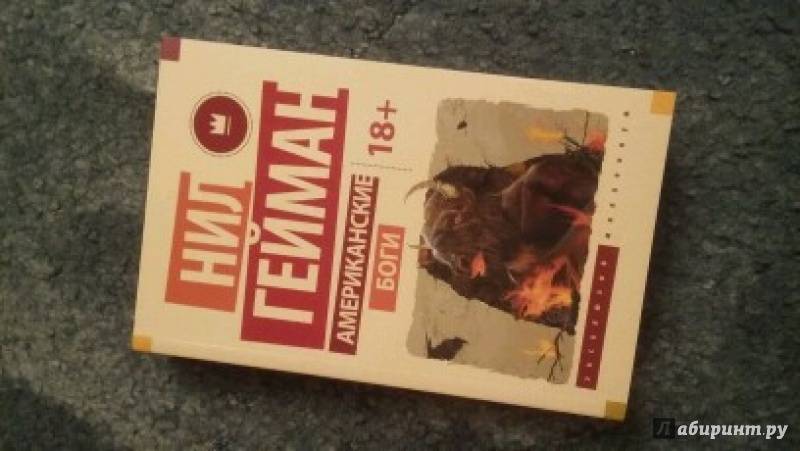 НИЛ
ГЕЙМАН
АМЕРИКАНСКИЕ
БОГИ
18+
Лабиринт.ру